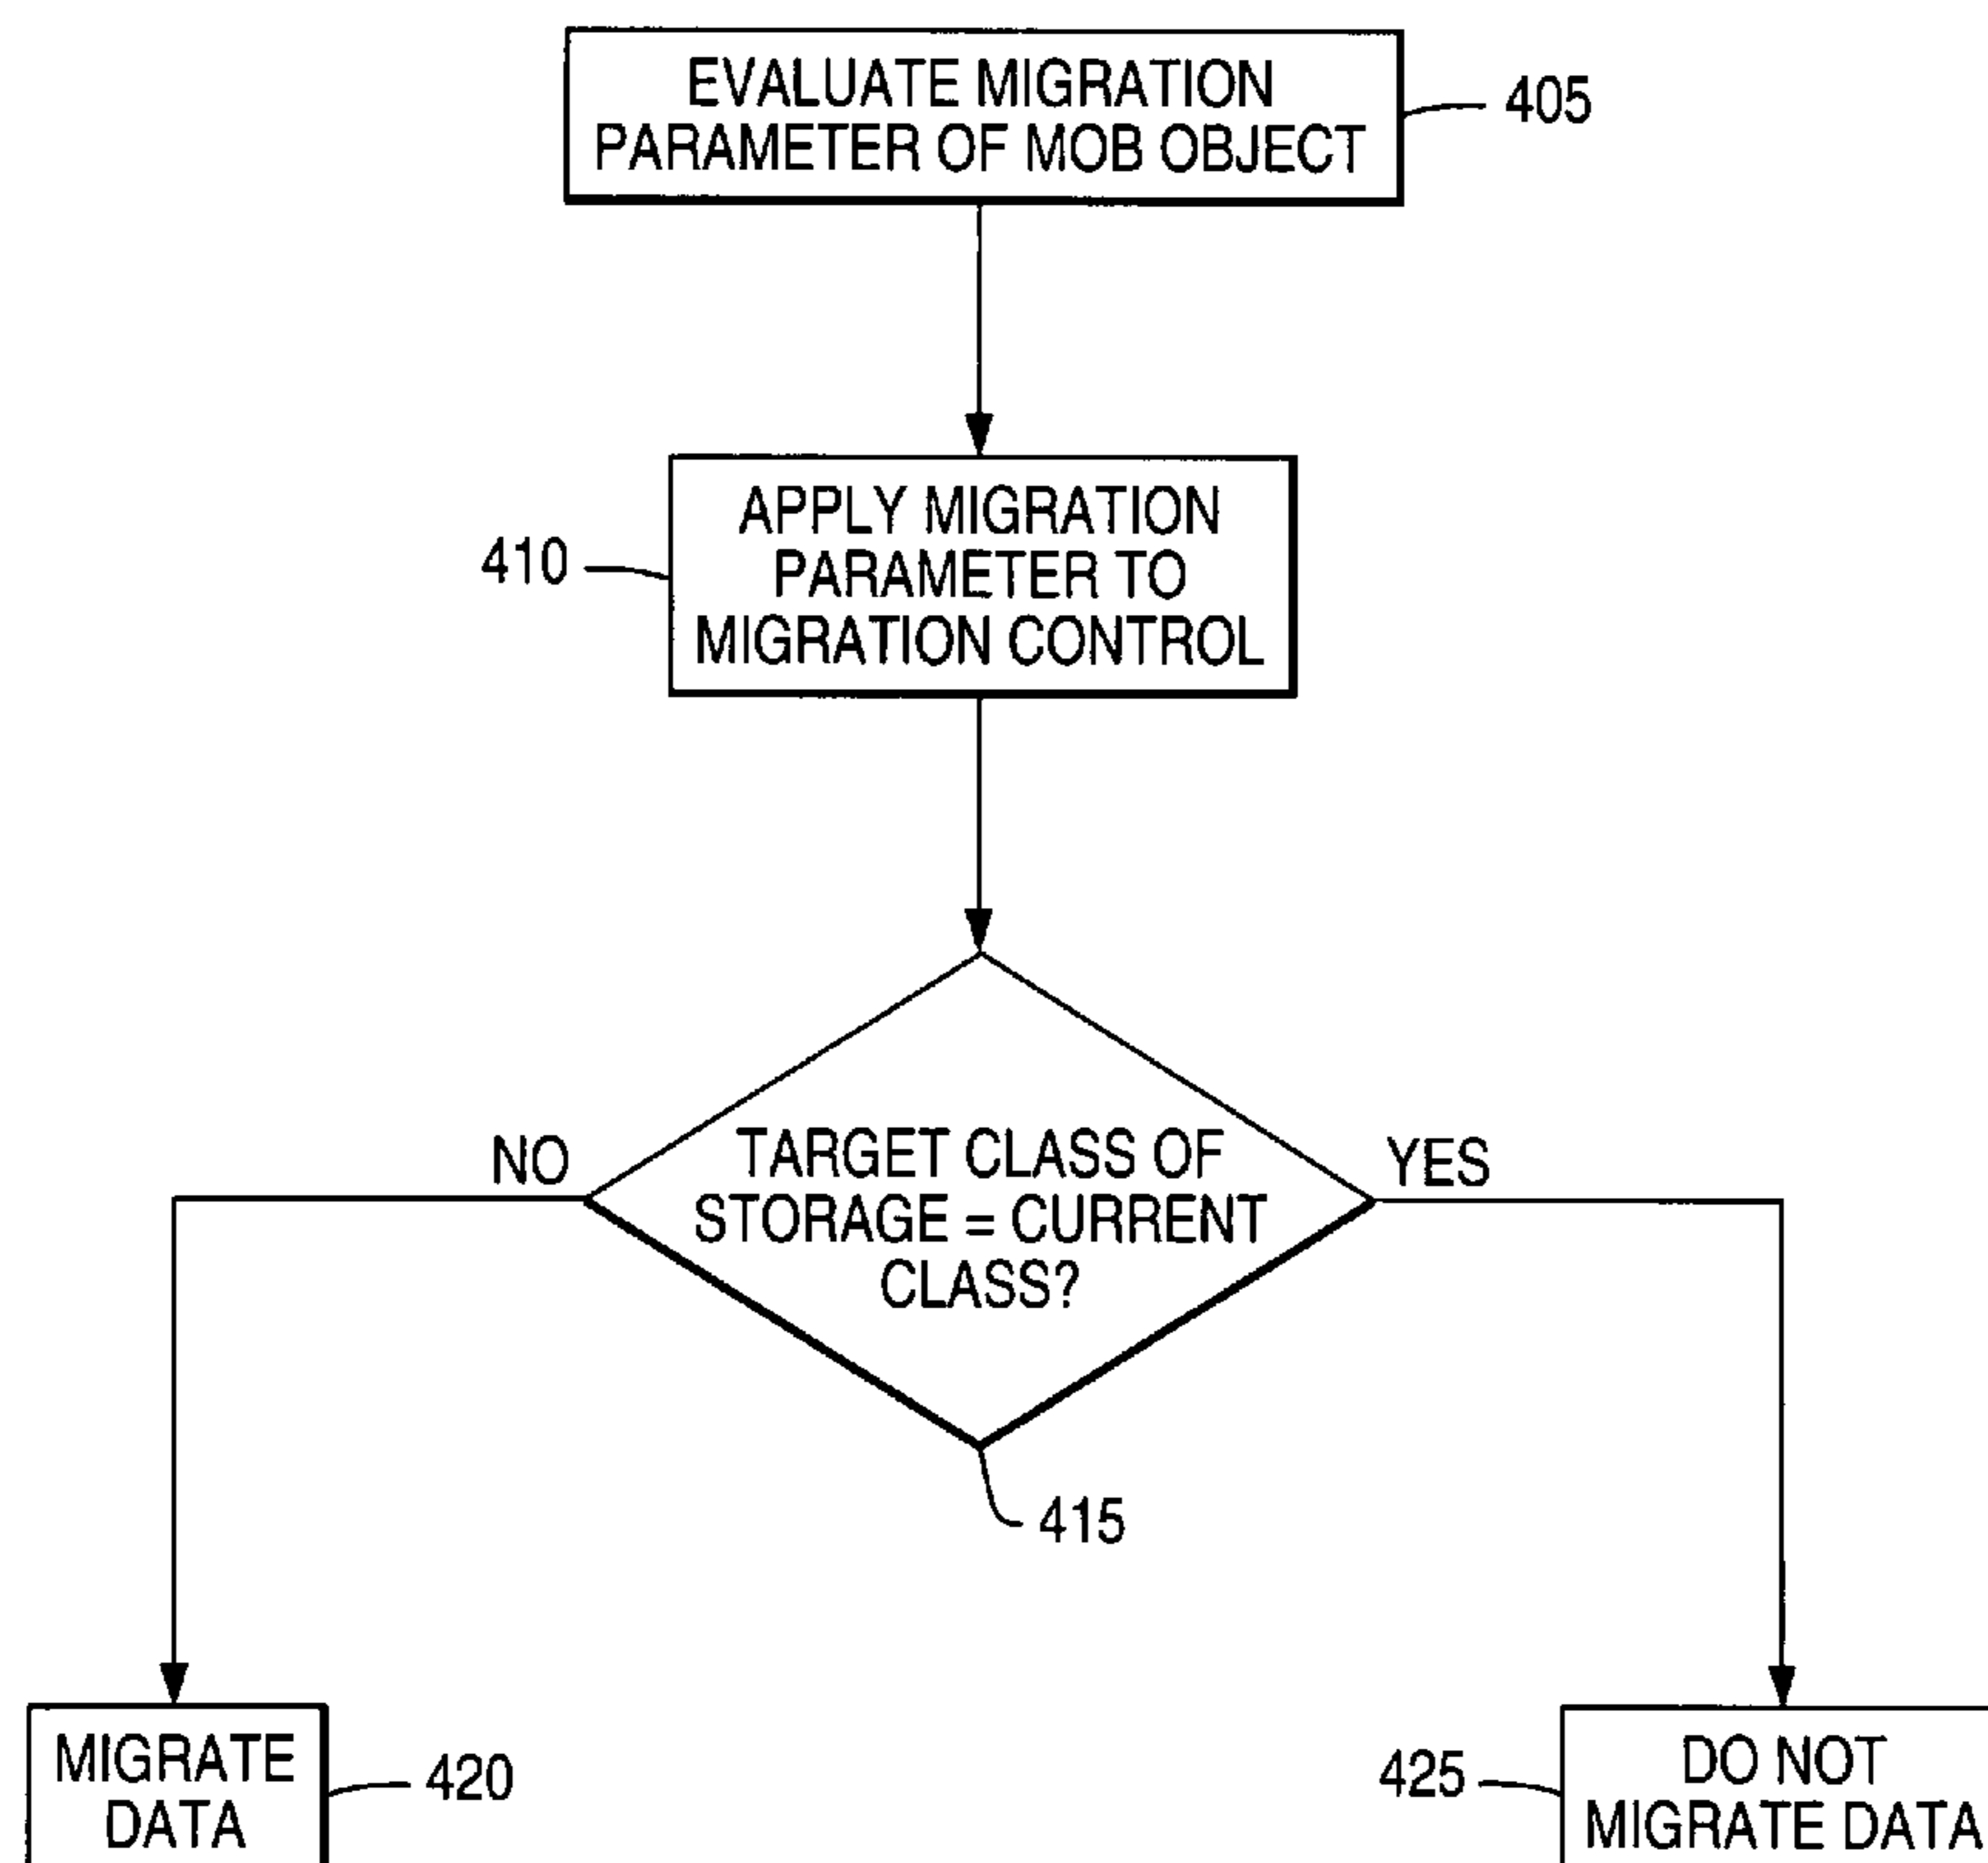 EVALUATE MIGRATION
PARAMETER OF MOB OBJECT
405
APPLY MIGRATION
PARAMETER TO
MIGRATION CONTROL
410
TARGET CLASS OF
STORAGE = CURRENT
CLASS?
NO
YES
415
MIGRATE
DATA
420
425
DO NOT
MIGRATE DATA